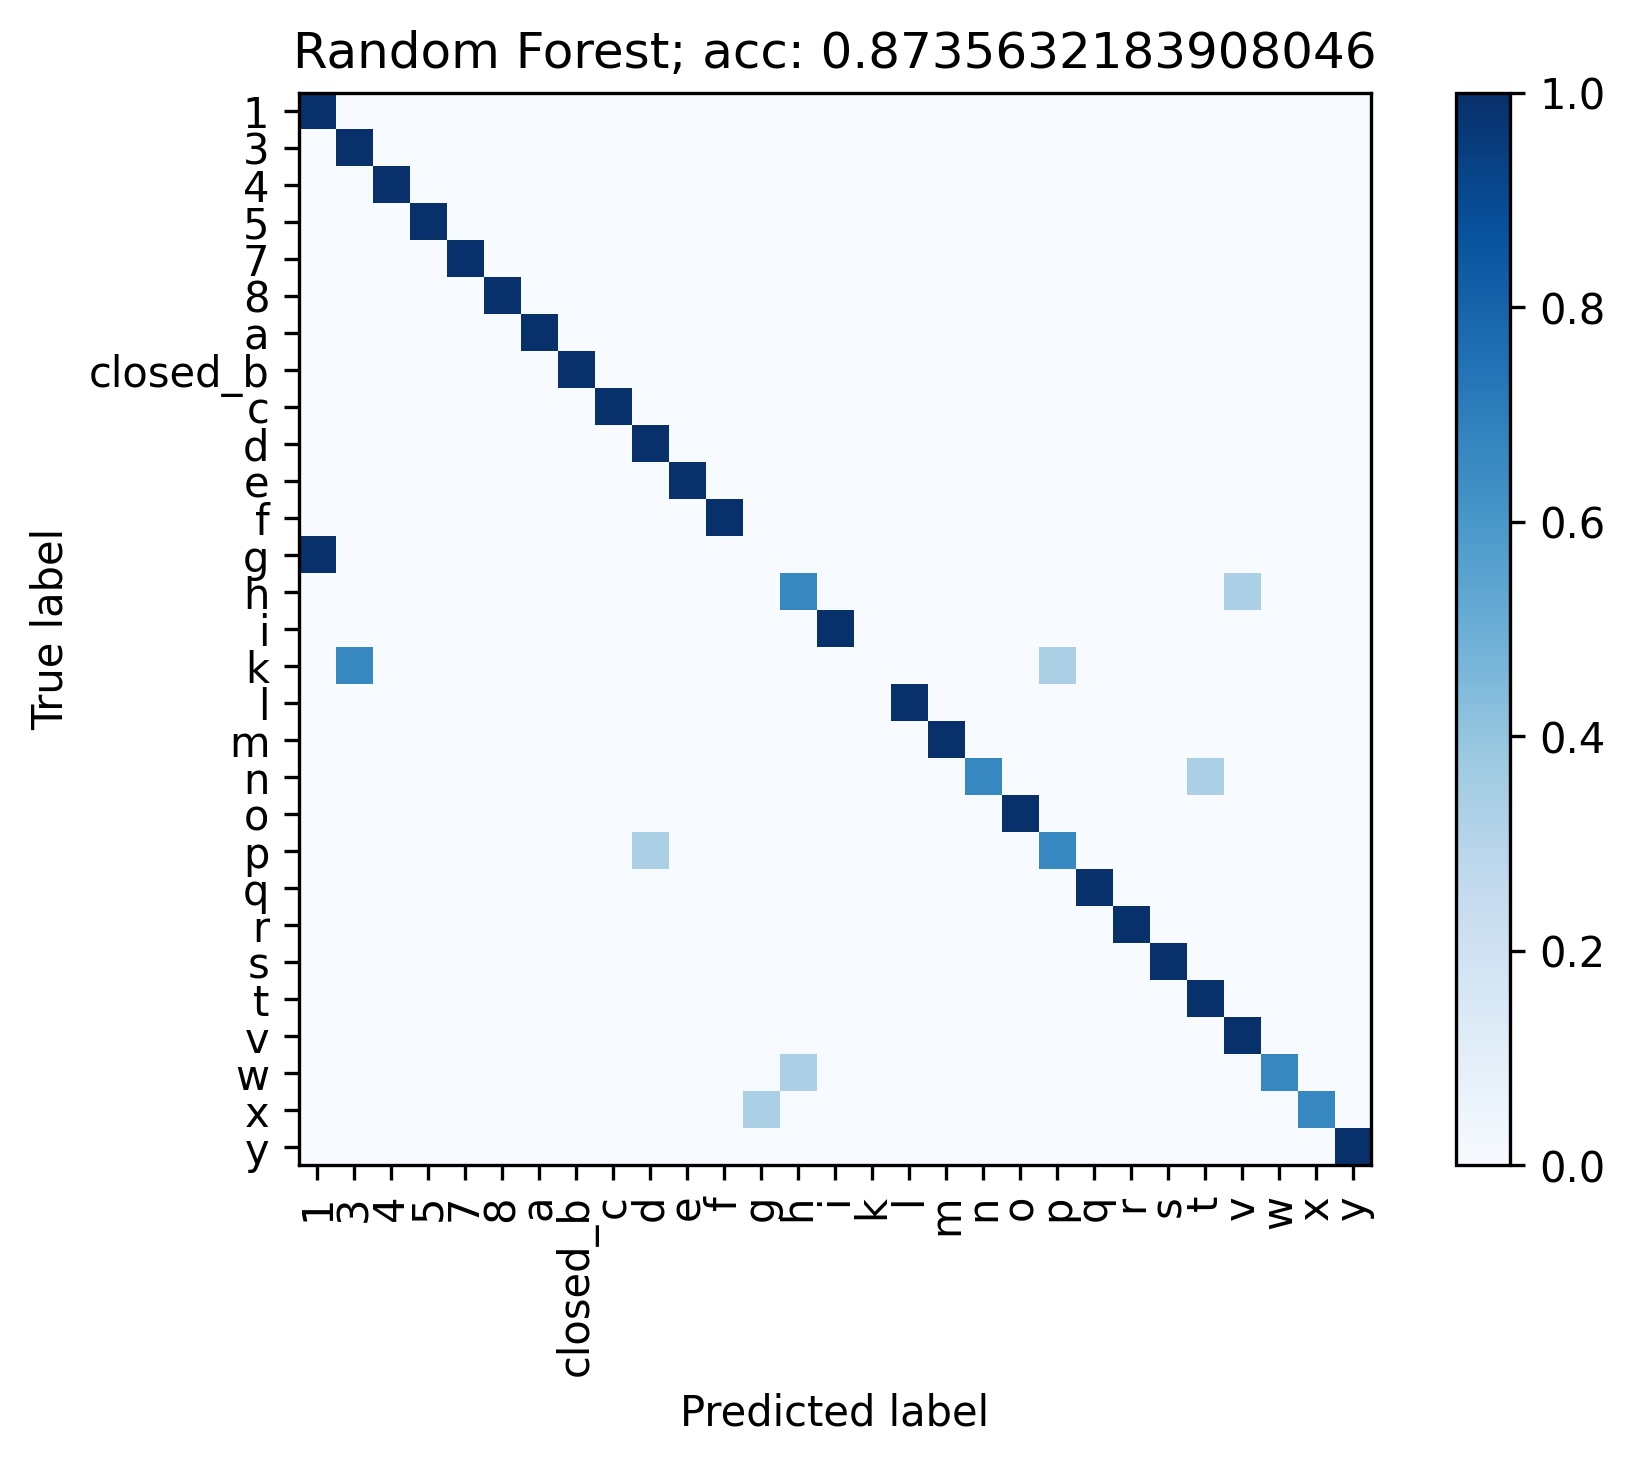 Random Forest; acc: 0.8735632183908046
True label
1
3
4
5
7
8
a
closed_b
c
d
e
f
g
h
i
k
l
m
n
o
p
q
r
s
t
v
w
x
y
1 3 4 5 7 8 a closed_b c d e f g h i k l m n o p q r s t v w x y
Predicted label
1.0
0.8
0.6
0.4
0.2
0.0